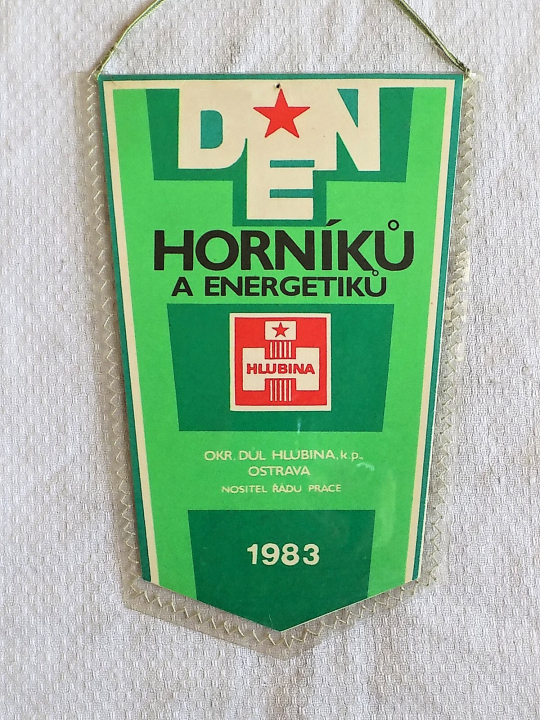 DEN
HORNÍKŮ
A ENERGETIKŮ
HLUBINA
OKR, DŮL HLUBINA, k.p.,
OSTRAVA
NOSITEL ŘÁDU PRÁCE
1983